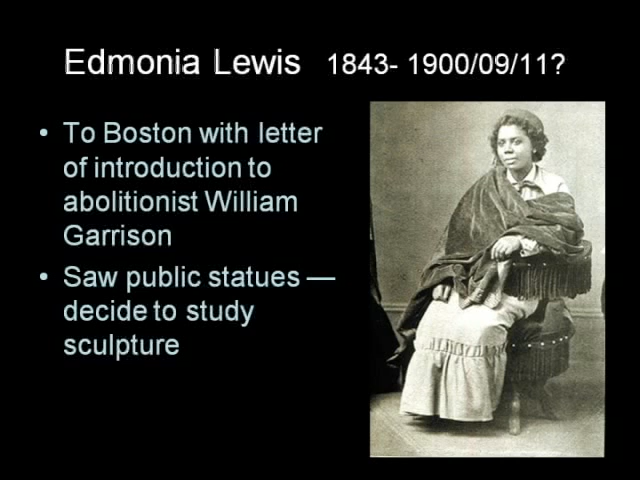 Edmonia Lewis 1843- 1900/09/11?
• To Boston with letter
of introduction to
abolitionist William
Garrison
• Saw public statues —
decide to study
sculpture